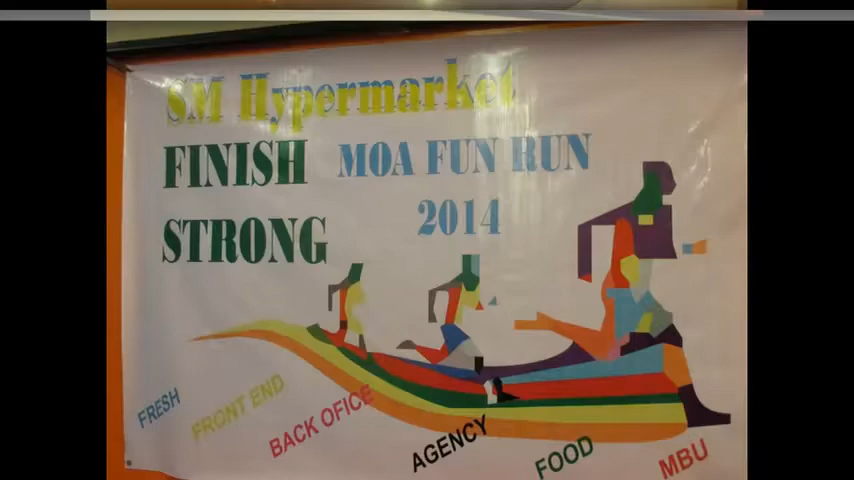 SM Hypermarket
FINISH
STRONG
MOA FUN RUN
2014
FRESH
FRONT END
BACK OFICE
AGENCY
FOOD
MBU